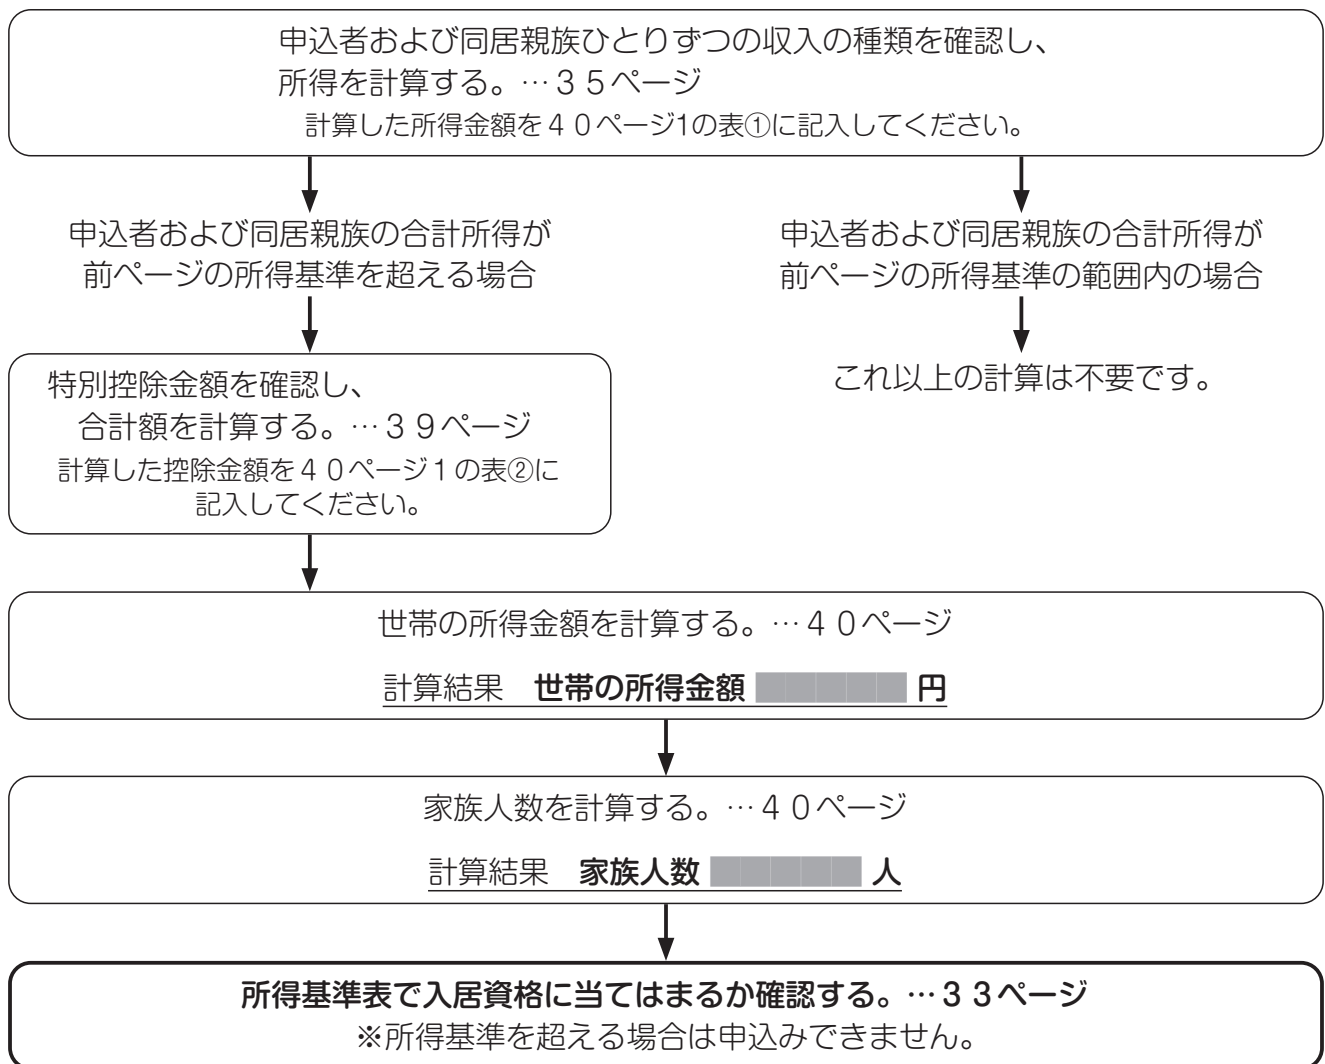 申込者および同居親族ひとりずつの収入の種類を確認し、
所得を計算する。…３５ページ
計算した所得金額を４０ページ1の表①に記入してください。
申込者および同居親族の合計所得が
前ページの所得基準を超える場合
申込者および同居親族の合計所得が
前ページの所得基準の範囲内の場合
特別控除金額を確認し、
合計額を計算する。…３９ページ
計算した控除金額を４０ページ１の表②に
記入してください。
これ以上の計算は不要です。
世帯の所得金額を計算する。…４０ページ
計算結果　世帯の所得金額 円
家族人数を計算する。…４０ページ
計算結果　家族人数 人
所得基準表で入居資格に当てはまるか確認する。…３３ページ
※所得基準を超える場合は申込みできません。